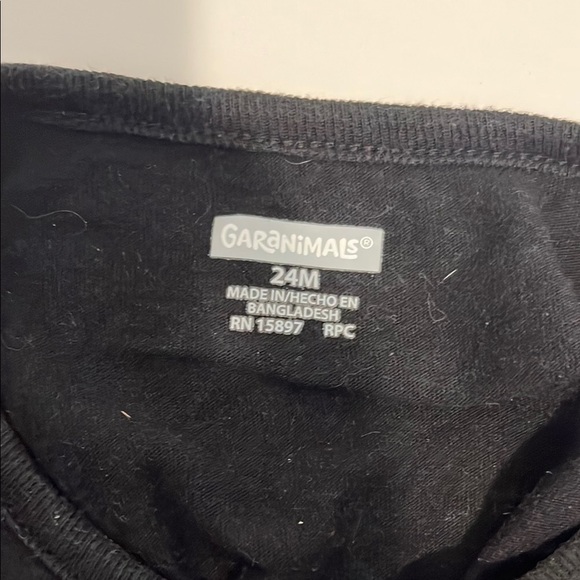 GARANiMALS®
24M
MADE IN/HECHO EN
BANGLADESH
RN 15897 RPC